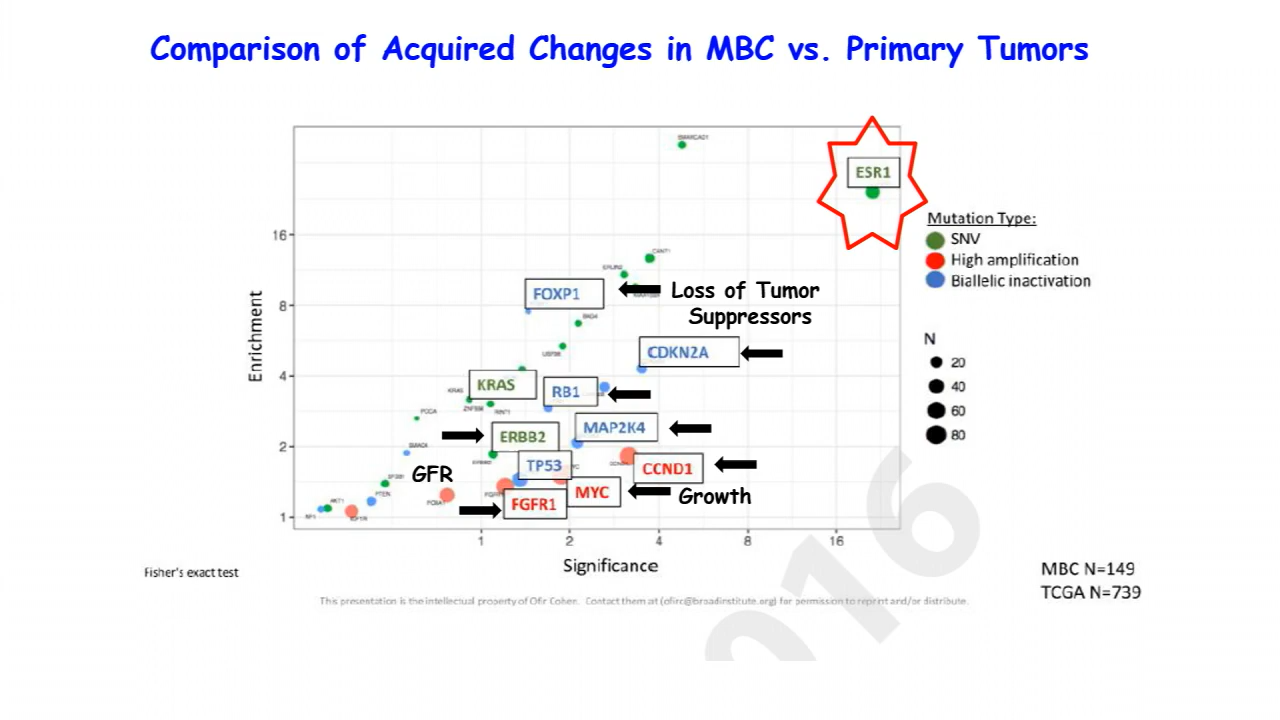 Comparison of Acquired Changes in MBC vs. Primary Tumors
ESR1
Mutation Type:
SNV
High amplification
Biallelic inactivation
N
20
40
60
80
Enrichment
16
8
4
2
1
FOXP1
Loss of Tumor
Suppressors
CDKN2A
KRAS
RB1
MAP2K4
ERBB2
TP53
CCND1
GFR
MYC
Growth
FGFR1
KRAS
PTEN
AKT1
1
2
4
8
16
Significance
Fisher's exact test
MBC N=149
TCGA N=739
This presentation is the intellectual property of Ofir Cohen. Contact them at (ofirc@broadinstitute.org) for permission to reprint and/or distribute.
016